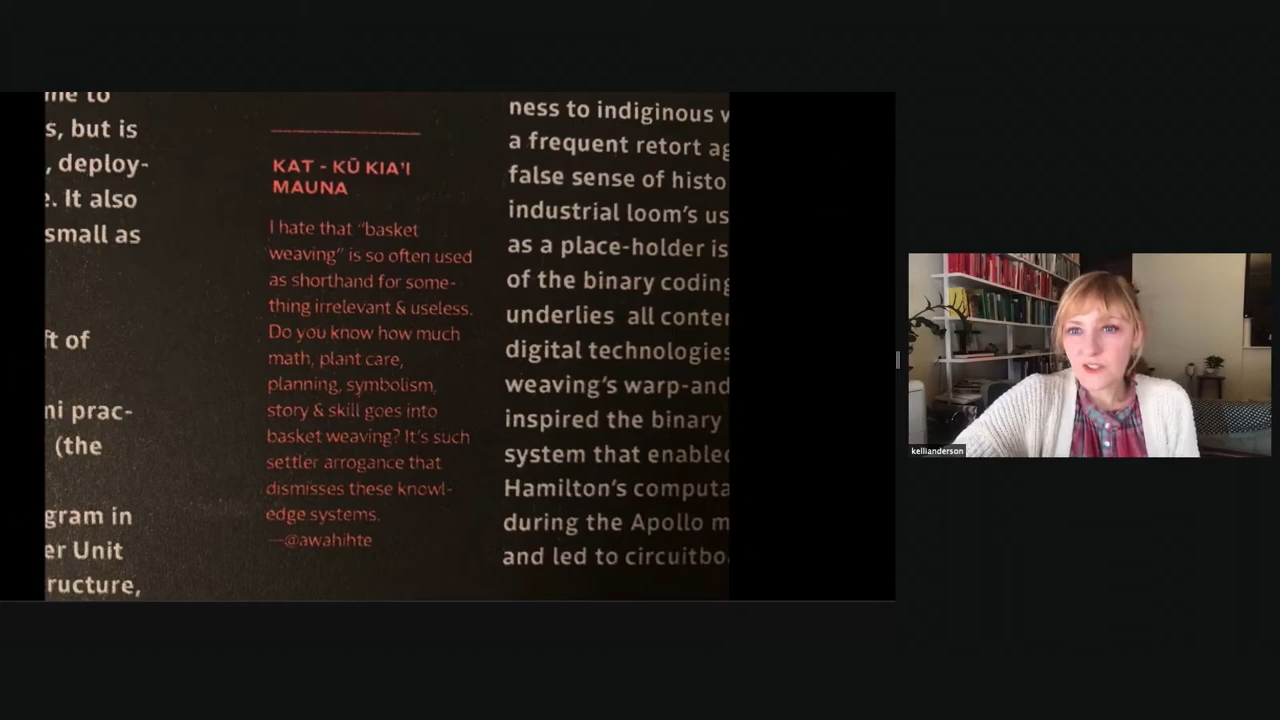 me to
s, but is
, deploy-
e. It also
small as
ft of
ni prac-
(the
gram in
er Unit
ructure,
KAT - KŪ KIA'I
MAUNA
I hate that "basket
weaving" is so often used
as shorthand for some-
thing irrelevant & useless.
Do you know how much
math, plant care,
planning, symbolism,
story & skill goes into
basket weaving? It's such
settler arrogance that
dismisses these knowl-
edge systems.
—@awahihte
ness to indiginous w
a frequent retort ag
false sense of histo
industrial loom's us
as a place-holder is
of the binary coding
underlies all conter
digital technologies
weaving's warp-and
inspired the binary
system that enabled
Hamilton's computa
during the Apollo m
and led to circuitboa
kellianderson